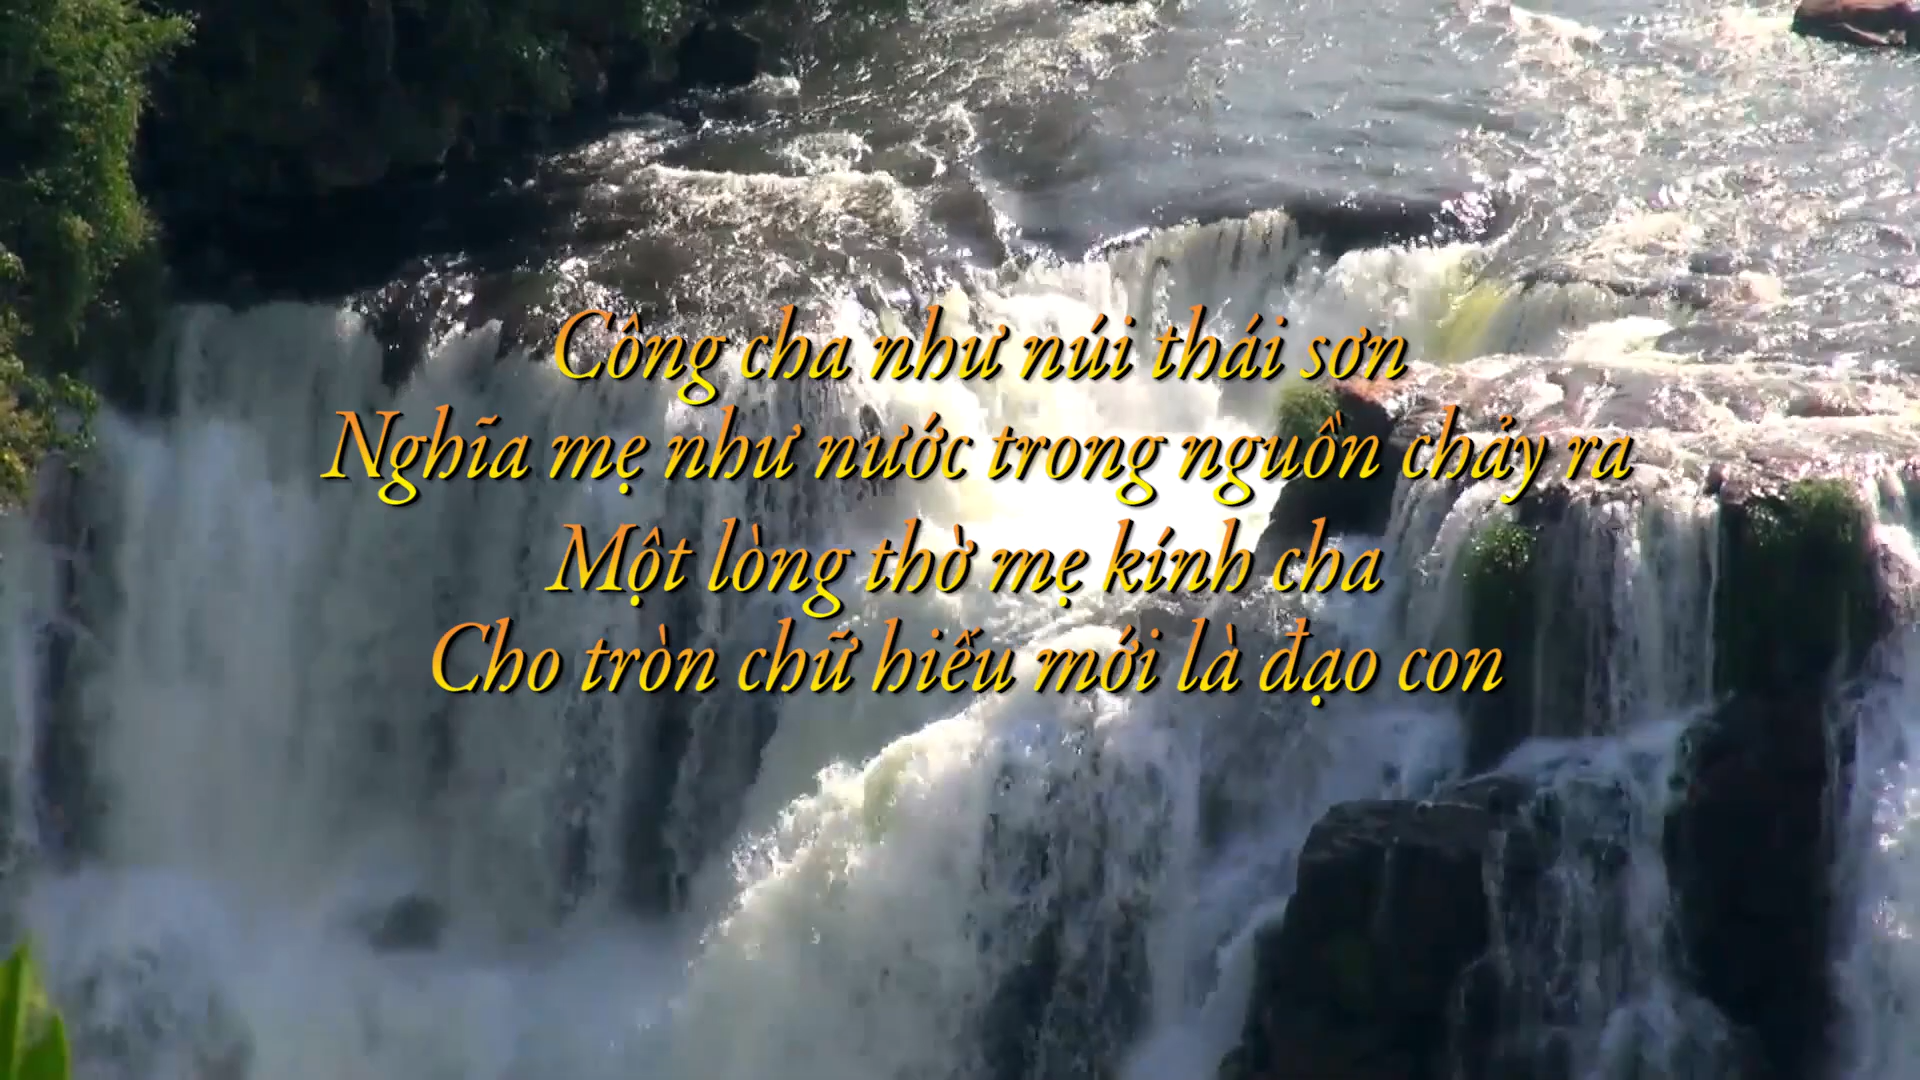 Công cha như núi thái sơn
Nghĩa mẹ như nước trong nguồn chảy ra
Một lòng thờ mẹ kính cha
Cho tròn chữ hiếu mới là đạo con